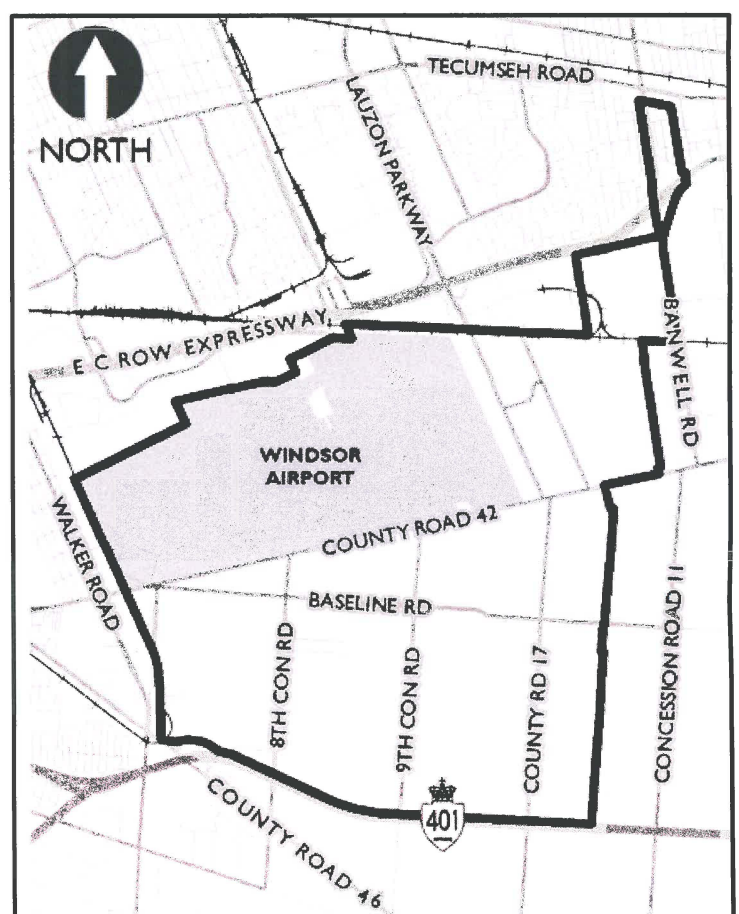 TECUMSEH ROAD
NORTH
LAUZON PARKWAY
E C ROW EXPRESSWAY
BANWELL RD
WINDSOR
AIRPORT
WALKER ROAD
COUNTY ROAD 42
BASELINE RD
8TH CON RD
9TH CON RD
COUNTY RD 17
CONCESSION ROAD 11
401
COUNTY ROAD 46